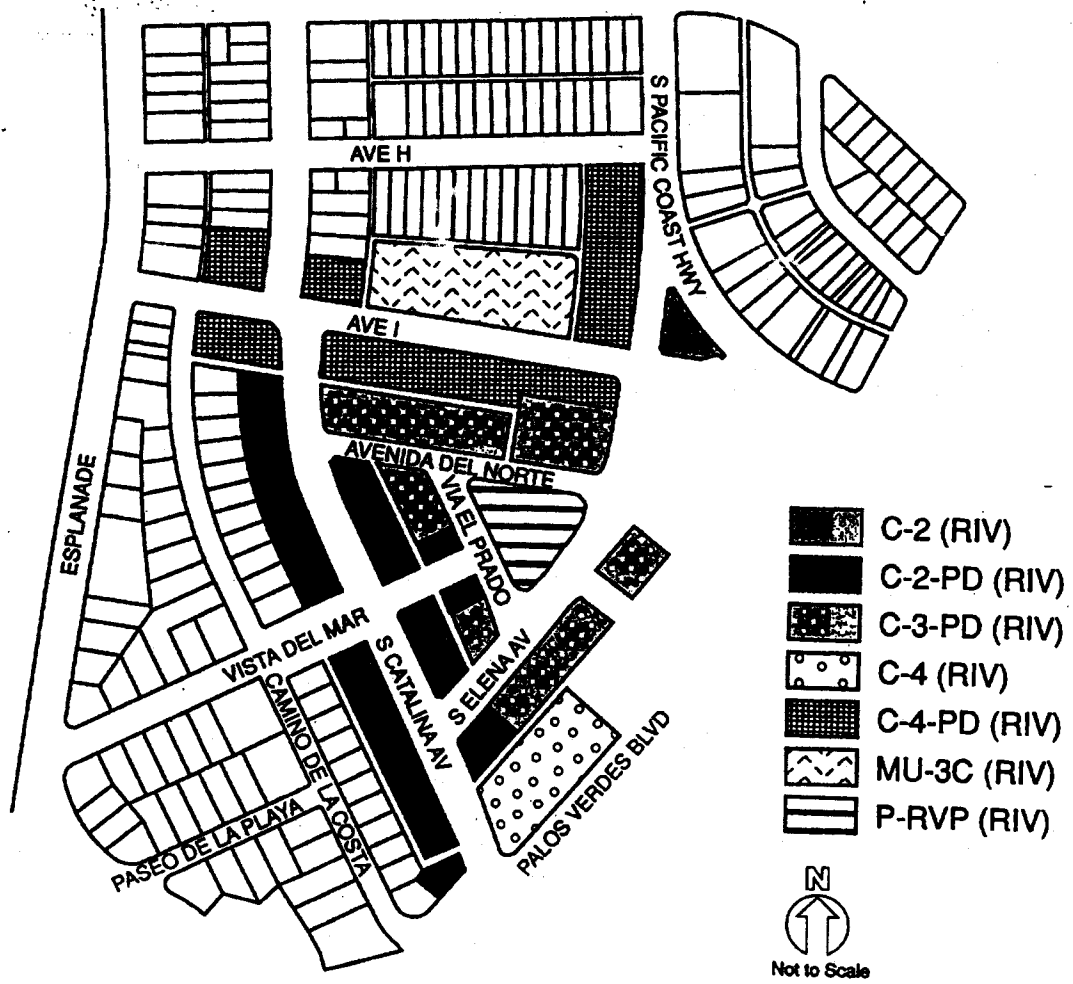 AVE H
S PACIFIC COAST HWY
AVE I
AVENIDA DEL NORTE
VIA EL PRADO
ESPLANADE
VISTA DEL MAR
S CATALINA AV
S ELENA AV
CAMINO DE LA COSTA
PALOS VERDES BLVD
PASEO DE LA PLAYA
C-2 (RIV)
C-2-PD (RIV)
C-3-PD (RIV)
C-4 (RIV)
C-4-PD (RIV)
MU-3C (RIV)
P-RVP (RIV)
N
Not to Scale